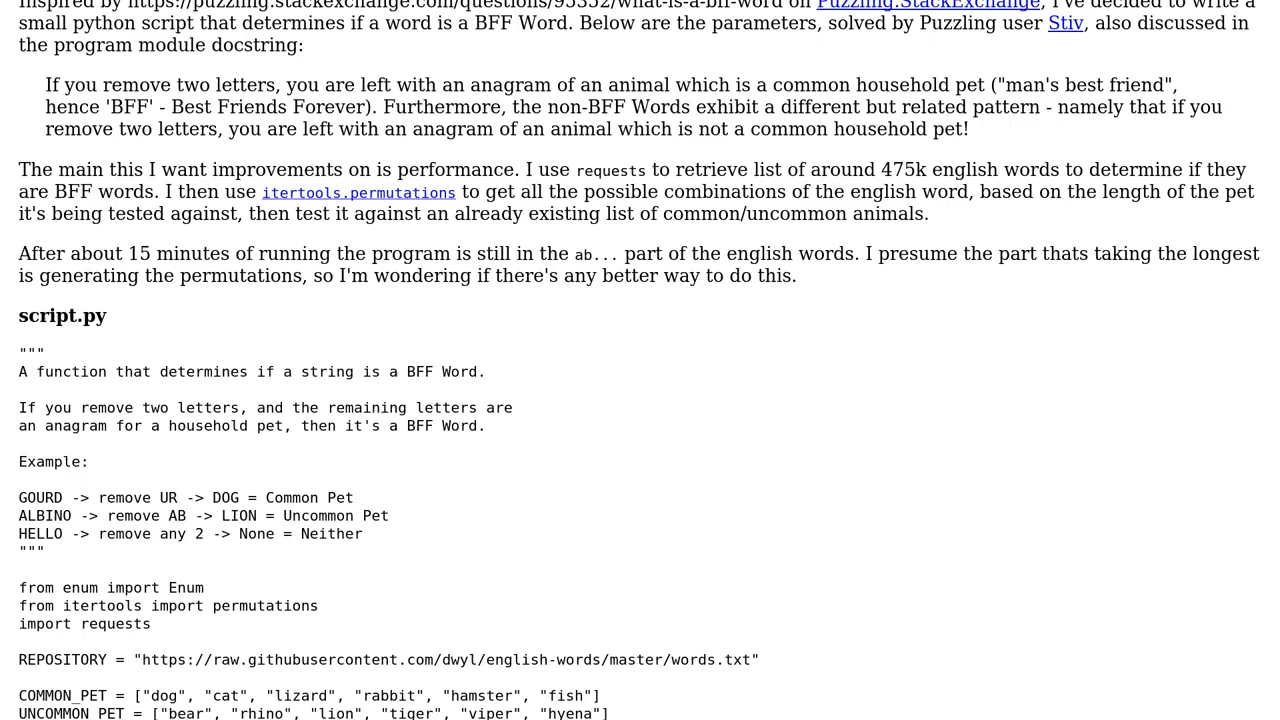 Inspired by https://puzzling.stackexchange.com/questions/95352/what-is-a-bff-word on Puzzling.StackExchange, I've decided to write a
small python script that determines if a word is a BFF Word. Below are the parameters, solved by Puzzling user Stiv, also discussed in
the program module docstring:
If you remove two letters, you are left with an anagram of an animal which is a common household pet ("man's best friend",
hence 'BFF' - Best Friends Forever). Furthermore, the non-BFF Words exhibit a different but related pattern - namely that if you
remove two letters, you are left with an anagram of an animal which is not a common household pet!
The main this I want improvements on is performance. I use requests to retrieve list of around 475k english words to determine if they
are BFF words. I then use itertools.permutations to get all the possible combinations of the english word, based on the length of the pet
it's being tested against, then test it against an already existing list of common/uncommon animals.
After about 15 minutes of running the program is still in the ab... part of the english words. I presume the part thats taking the longest
is generating the permutations, so I'm wondering if there's any better way to do this.
script.py
"""
A function that determines if a string is a BFF Word.
If you remove two letters, and the remaining letters are
an anagram for a household pet, then it's a BFF Word.
Example:
GOURD -> remove UR -> DOG = Common Pet
ALBINO -> remove AB -> LION = Uncommon Pet
HELLO -> remove any 2 -> None = Neither
"""
from enum import Enum
from itertools import permutations
import requests
REPOSITORY = "https://raw.githubusercontent.com/dwyl/english-words/master/words.txt"
COMMON_PET = ["dog", "cat", "lizard", "rabbit", "hamster", "fish"]
UNCOMMON_PET = ["bear", "rhino", "lion", "tiger", "viper", "hyena"]